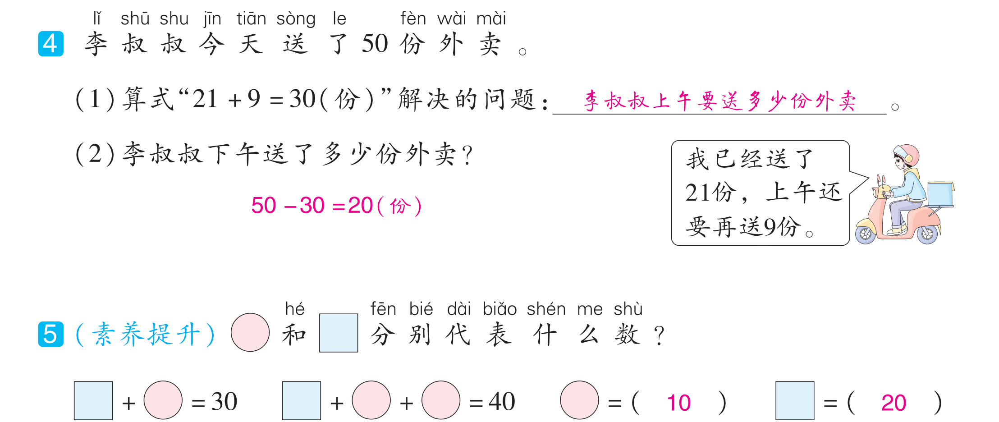 lǐ shū shu jīn tiān sòng le fèn wài mài
4 李叔叔今天送了50份外卖。
(1)算式“21+9=30(份)”解决的问题:李叔叔上午要送多少份外卖。
(2)李叔叔下午送了多少份外卖?
我已经送了
21份,上午还
要再送9份。
50-30=20(份)
hé fēn bié dài biǎo shén me shù
5 (素养提升) 和 分别代表什么数?
+ =30 + + =40 =( 10 ) =( 20 )